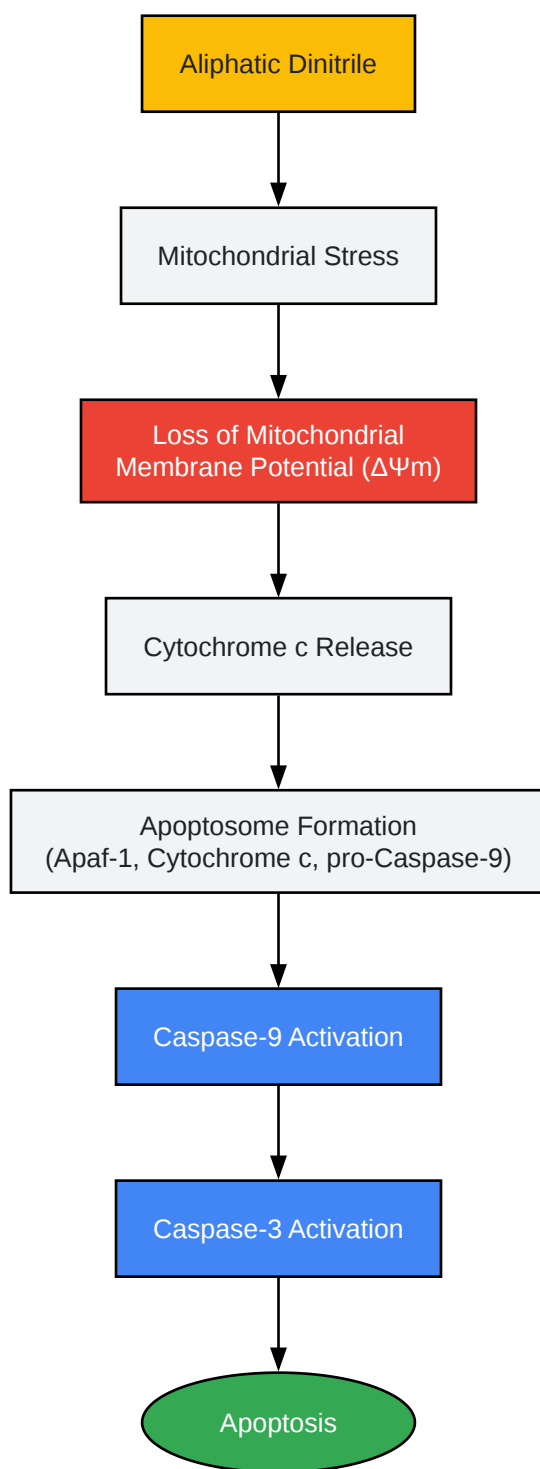 Aliphatic Dinitrile
Mitochondrial Stress
Loss of Mitochondrial
Membrane Potential (ΔΨm)
Cytochrome c Release
Apoptosome Formation
(Apaf-1, Cytochrome c, pro-Caspase-9)
Caspase-9 Activation
Caspase-3 Activation
Apoptosis